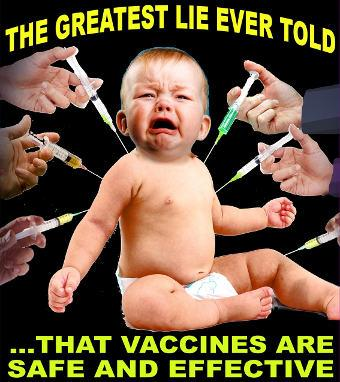 THE GREATEST LIE EVER TOLD
...THAT VACCINES ARE
SAFE AND EFFECTIVE